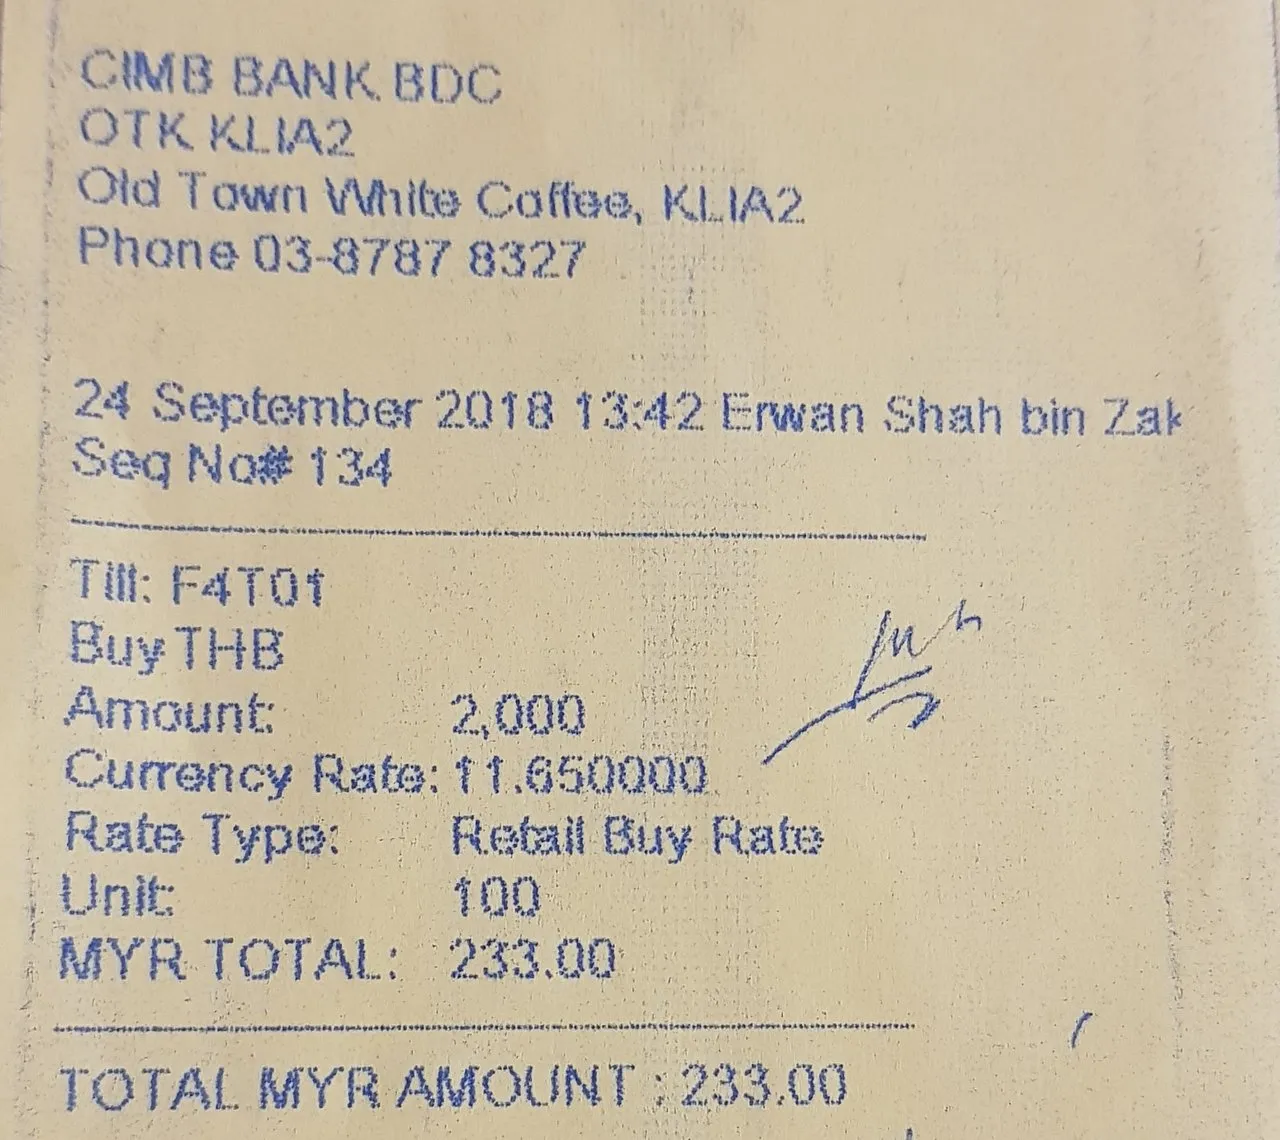 CIMB BANK BDC
OTK KLIA2
Old Town White Coffee, KLIA2
Phone 03-8787 8327
24 September 2018 13:42 Erwan Shah bin Zak
Seq No# 134
Till: F4T01
Buy THB
Amount: 2,000
Currency Rate: 11.650000
Rate Type: Retail Buy Rate
Unit: 100
MYR TOTAL: 233.00
TOTAL MYR AMOUNT : 233.00